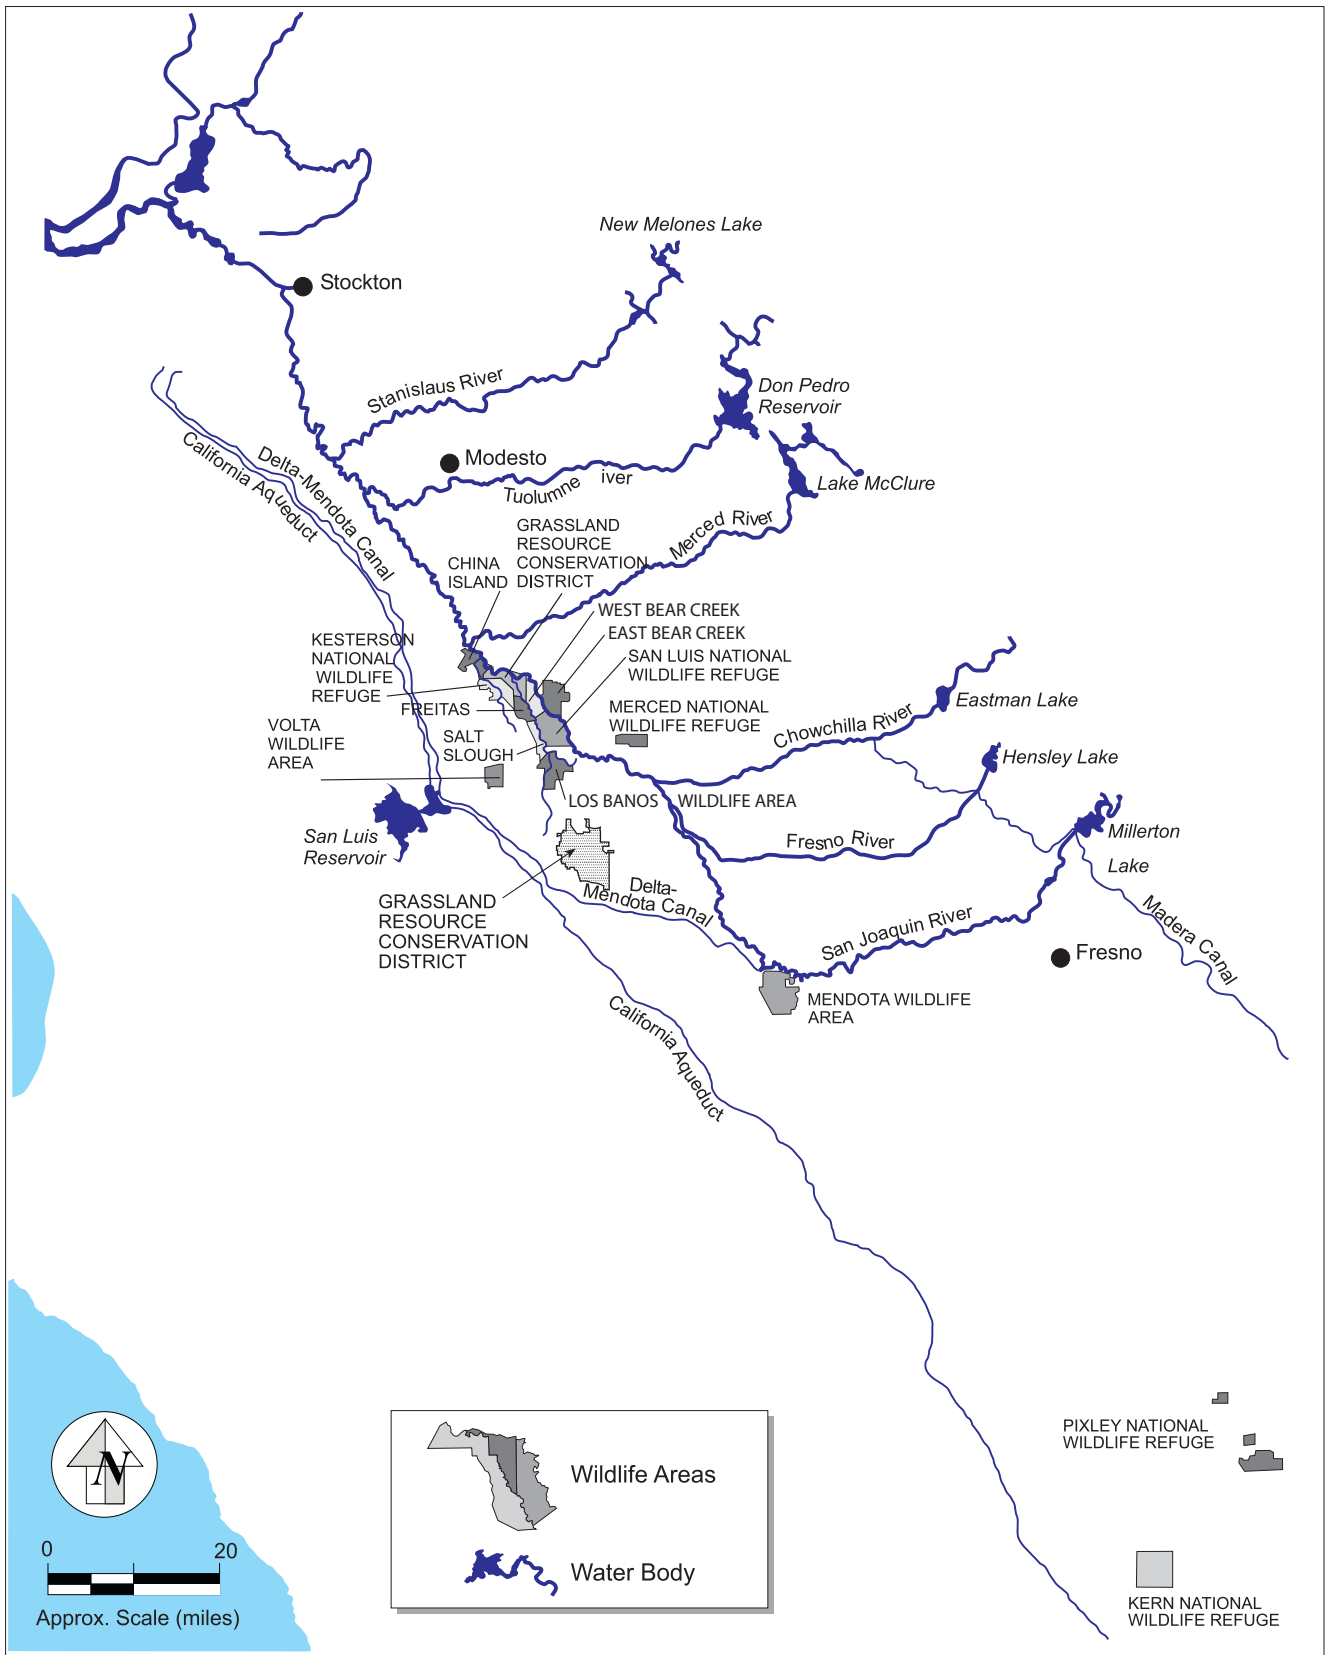 New Melones Lake
Stockton
Stanislaus River
Don Pedro
Reservoir
Delta-Mendota Canal
California Aqueduct
Modesto
Tuolumne iver
Lake McClure
Merced River
GRASSLAND
RESOURCE
CONSERVATION
DISTRICT
CHINA
ISLAND
WEST BEAR CREEK
EAST BEAR CREEK
KESTERSON
NATIONAL
WILDLIFE
REFUGE
SAN LUIS NATIONAL
WILDLIFE REFUGE
FREITAS
MERCED NATIONAL
WILDLIFE REFUGE
Eastman Lake
Chowchilla River
VOLTA
WILDLIFE
AREA
SALT
SLOUGH
Hensley Lake
LOS BANOS WILDLIFE AREA
San Luis
Reservoir
Fresno River
Millerton
Lake
GRASSLAND
RESOURCE
CONSERVATION
DISTRICT
Delta-
Mendota Canal
San Joaquin River
Madera Canal
Fresno
MENDOTA WILDLIFE
AREA
California Aqueduct
PIXLEY NATIONAL
WILDLIFE REFUGE
N
Wildlife Areas
0 20
Water Body
Approx. Scale (miles)
KERN NATIONAL
WILDLIFE REFUGE